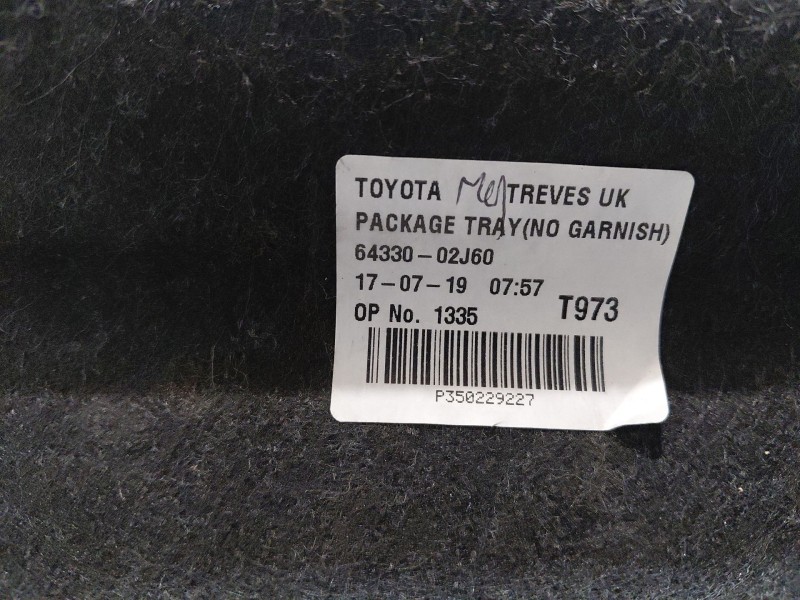 TOYOTA TREVES UK
PACKAGE TRAY(NO GARNISH)
64330-02J60
17-07-19 07:57
OP No. 1335 T973
P350229227